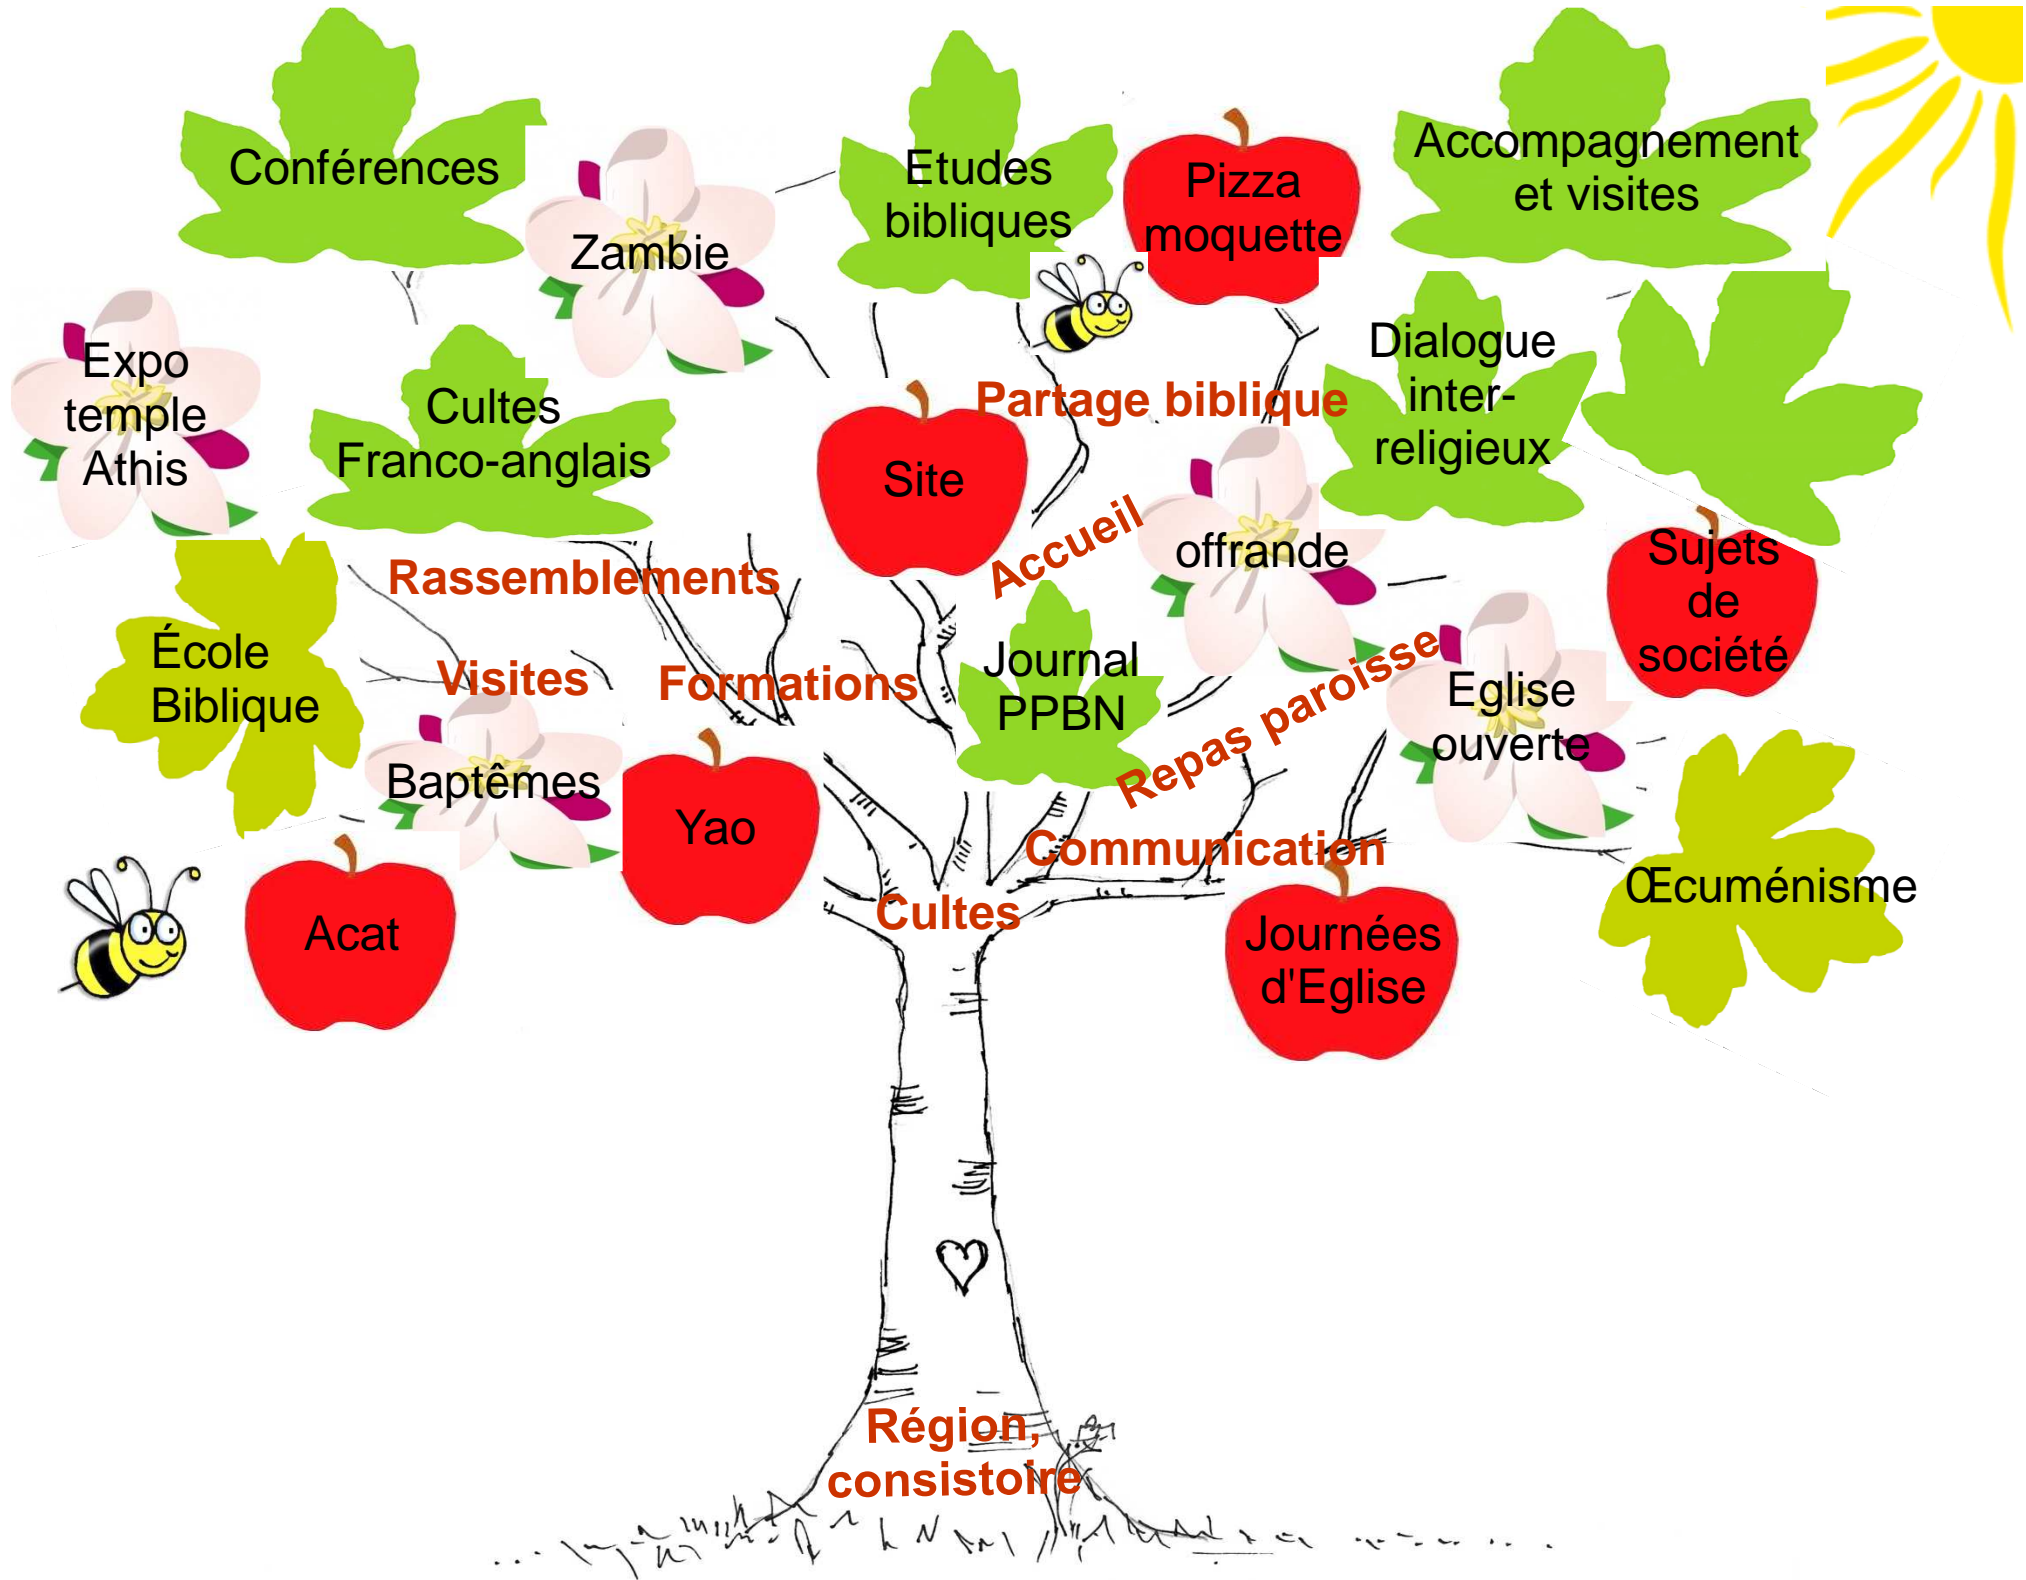 Conférences
Zambie
Etudes
bibliques
Pizza
moquette
Accompagnement
et visites
Expo
temple
Athis
Cultes
Franco-anglais
Site
Partage biblique
Dialogue
inter-
religieux
Accueil
offrande
Sujets
de
société
Rassemblements
École
Biblique
Visites
Formations
Journal
PPBN
Repas paroisse
Eglise
ouverte
Baptêmes
Yao
Communication
Œcuménisme
Acat
Cultes
Journées
d'Eglise
Région,
consistoire